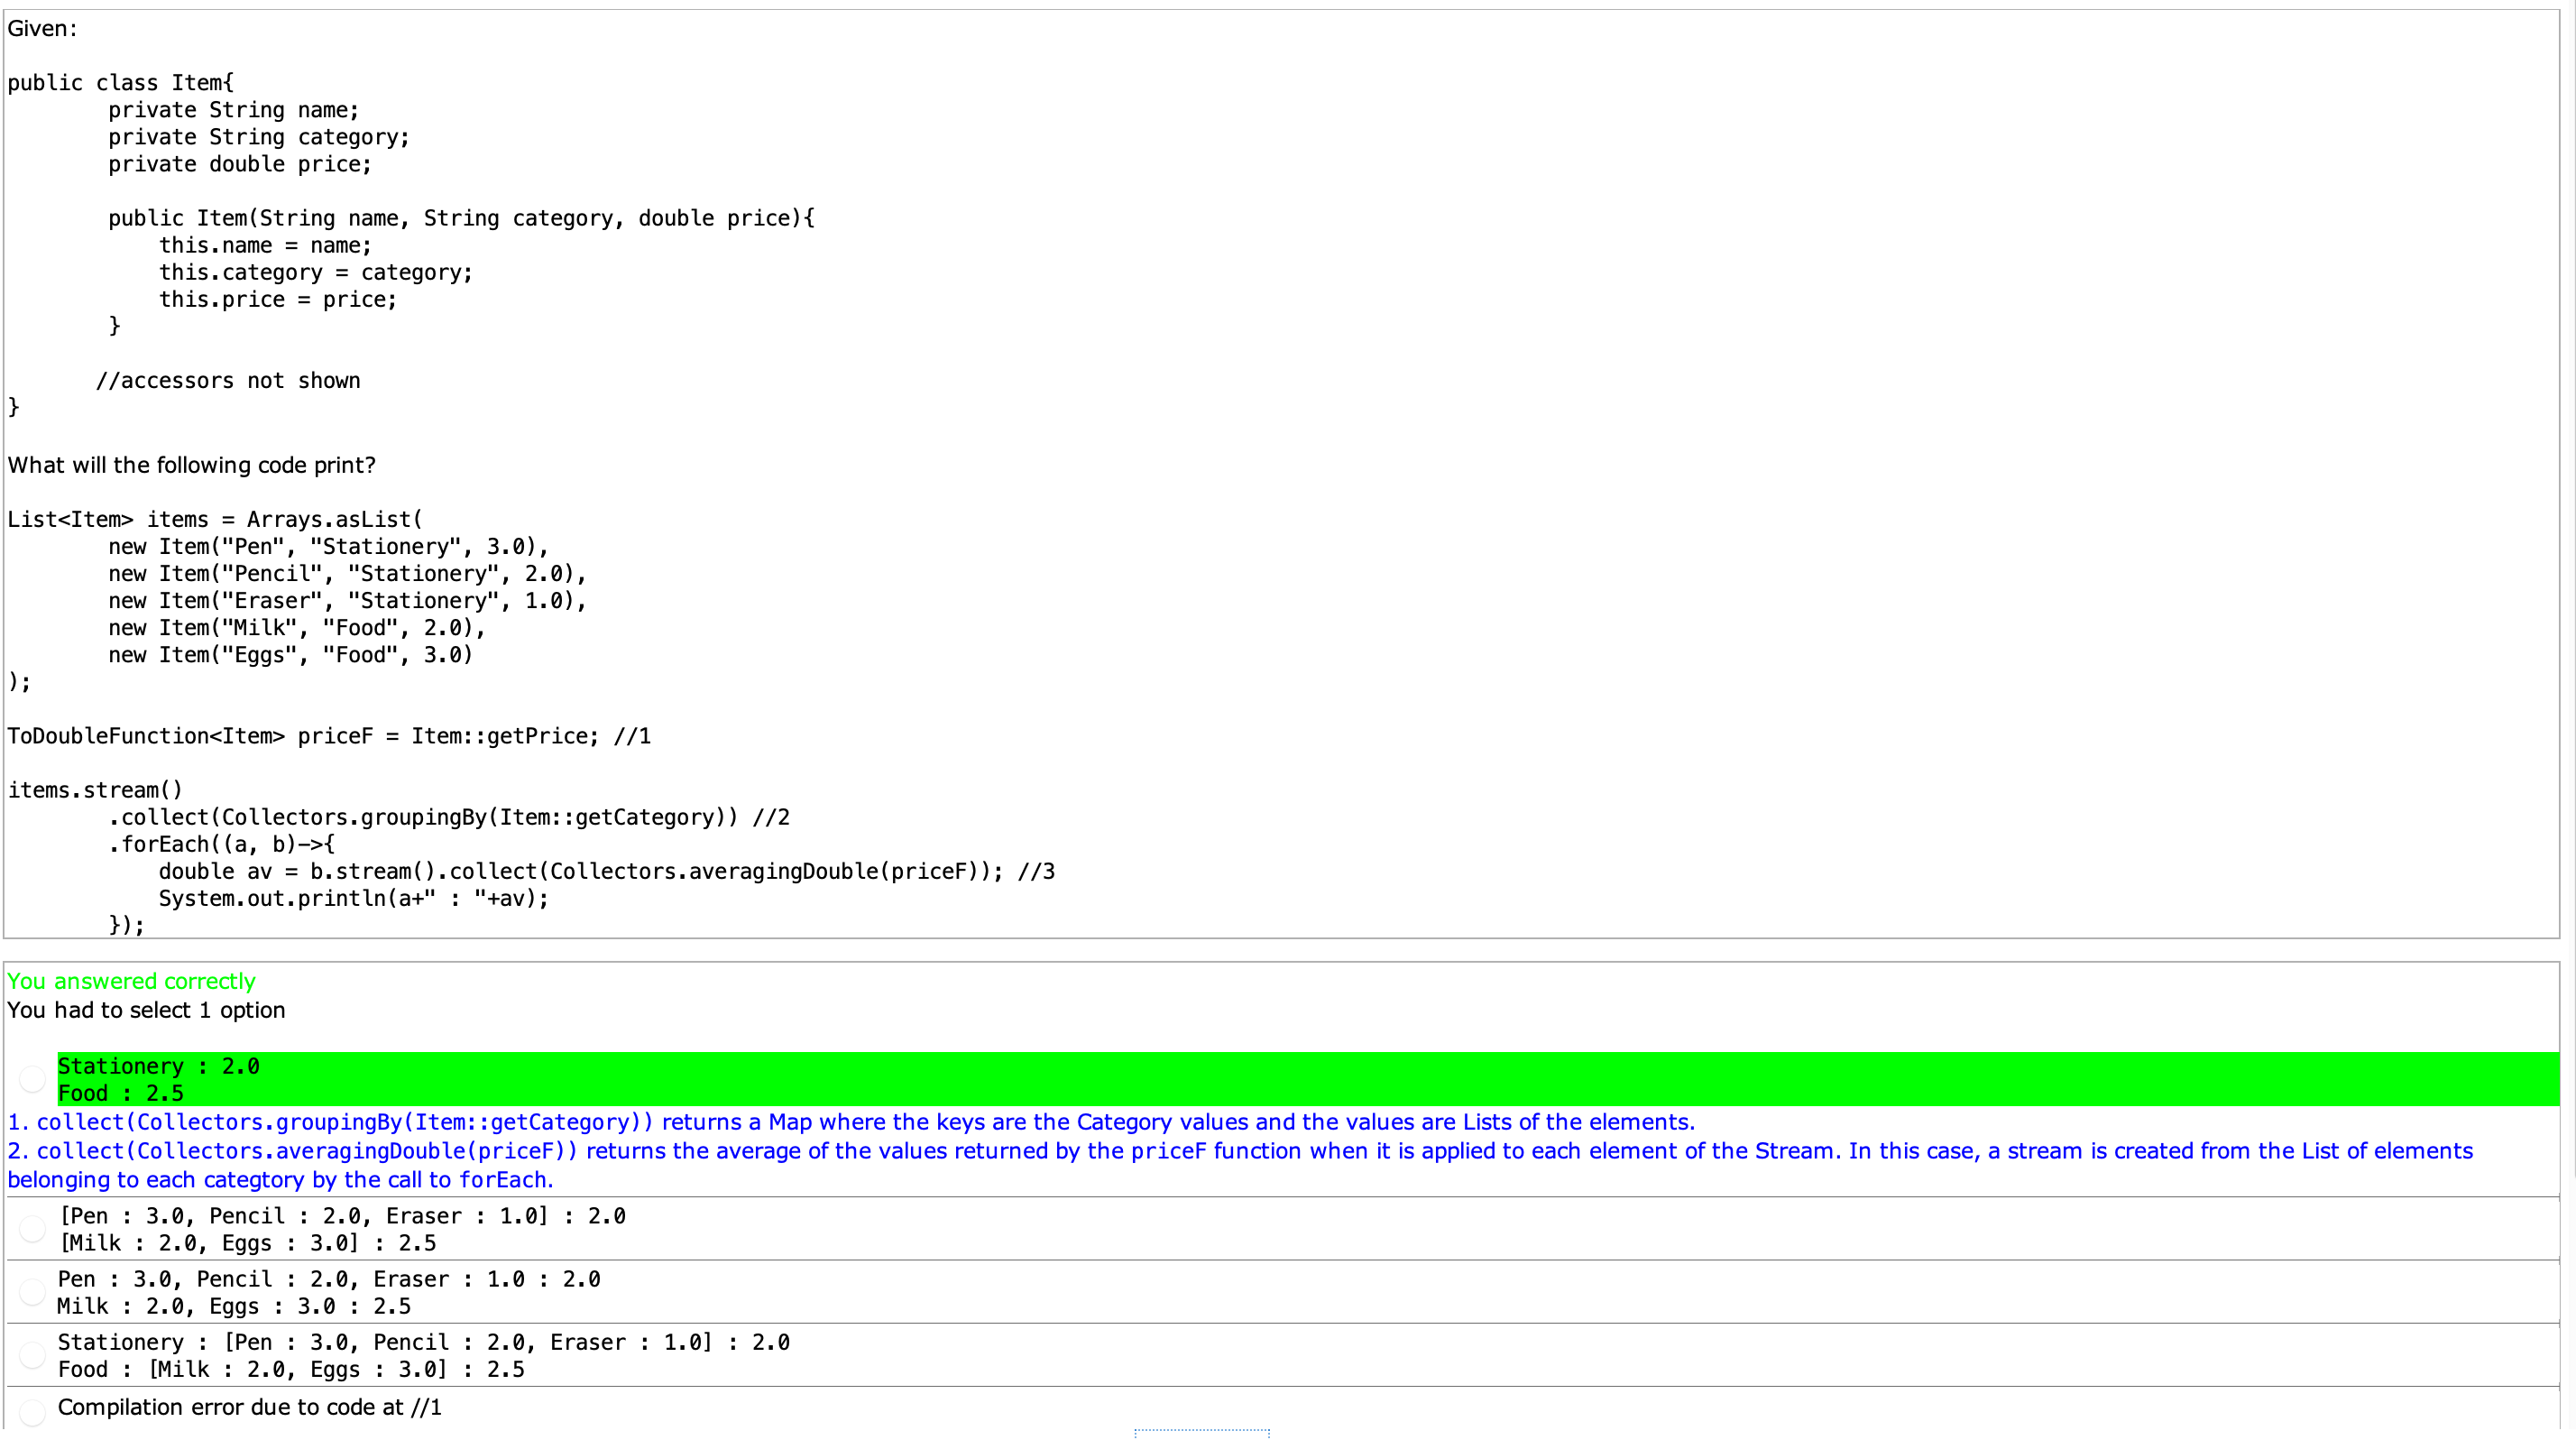 Given:
public class Item{
        private String name;
        private String category;
        private double price;
        public Item(String name, String category, double price){
            this.name = name;
            this.category = category;
            this.price = price;
        }
       //accessors not shown
}
What will the following code print?
List<Item> items = Arrays.asList(
        new Item("Pen", "Stationery", 3.0),
        new Item("Pencil", "Stationery", 2.0),
        new Item("Eraser", "Stationery", 1.0),
        new Item("Milk", "Food", 2.0),
        new Item("Eggs", "Food", 3.0)
);
ToDoubleFunction<Item> priceF = Item::getPrice; //1
items.stream()
        .collect(Collectors.groupingBy(Item::getCategory)) //2
        .forEach((a, b)->{
            double av = b.stream().collect(Collectors.averagingDouble(priceF)); //3
            System.out.println(a+" : "+av);
        });
You answered correctly
You had to select 1 option
Stationery : 2.0
Food : 2.5
1. collect(Collectors.groupingBy(Item::getCategory)) returns a Map where the keys are the Category values and the values are Lists of the elements.
2. collect(Collectors.averagingDouble(priceF)) returns the average of the values returned by the priceF function when it is applied to each element of the Stream. In this case, a stream is created from the List of elements
belonging to each categtory by the call to forEach.
[Pen : 3.0, Pencil : 2.0, Eraser : 1.0] : 2.0
[Milk : 2.0, Eggs : 3.0] : 2.5
Pen : 3.0, Pencil : 2.0, Eraser : 1.0 : 2.0
Milk : 2.0, Eggs : 3.0 : 2.5
Stationery : [Pen : 3.0, Pencil : 2.0, Eraser : 1.0] : 2.0
Food : [Milk : 2.0, Eggs : 3.0] : 2.5
Compilation error due to code at //1